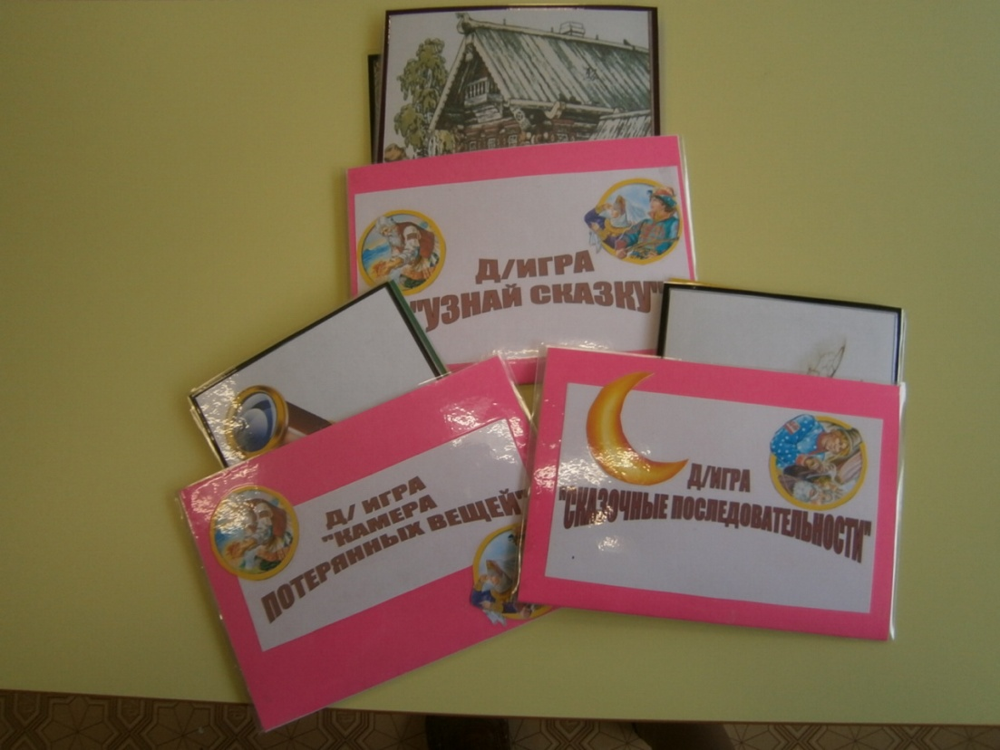 Д/ИГРА
"УЗНАЙ СКАЗКУ"
Д/ ИГРА
"КАМЕРА
ПОТЕРЯННЫХ ВЕЩЕЙ"
Д/ИГРА
"СКАЗОЧНЫЕ ПОСЛЕДОВАТЕЛЬНОСТИ"